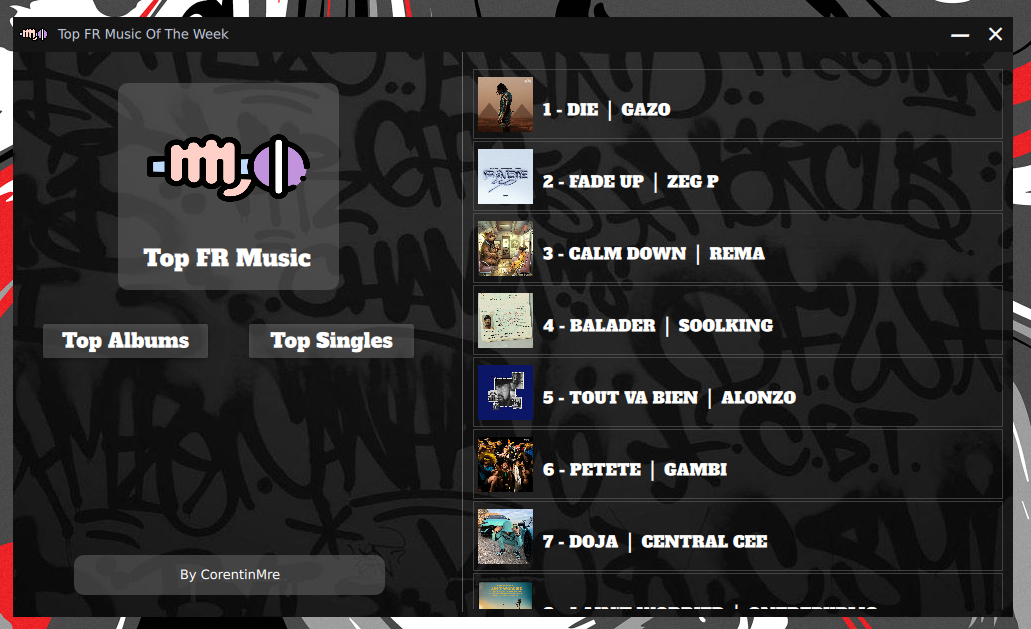 Top FR Music Of The Week
Top FR Music
Top Albums
Top Singles
By CorentinMre
1 - DIE | GAZO
2 - FADE UP | ZEG P
3 - CALM DOWN | REMA
4 - BALADER | SOOLKING
5 - TOUT VA BIEN | ALONZO
6 - PETETE | GAMBI
7 - DOJA | CENTRAL CEE